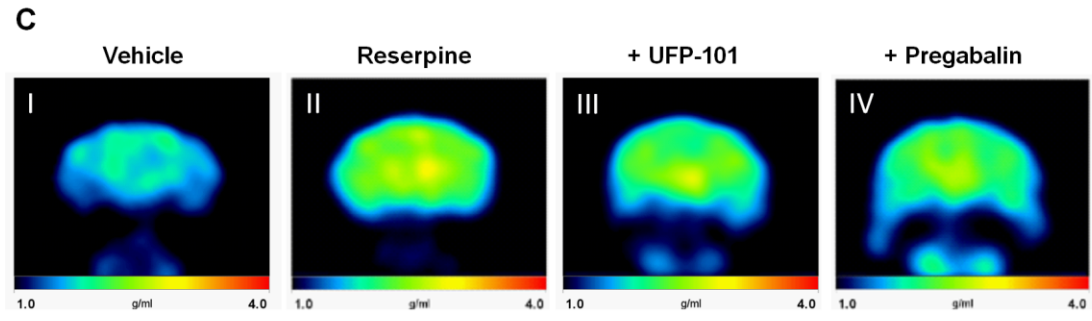 C
Vehicle Reserpine + UFP-101 + Pregabalin
I II III IV
1.0 g/ml 4.0 1.0 g/ml 4.0 1.0 g/ml 4.0 1.0 g/ml 4.0